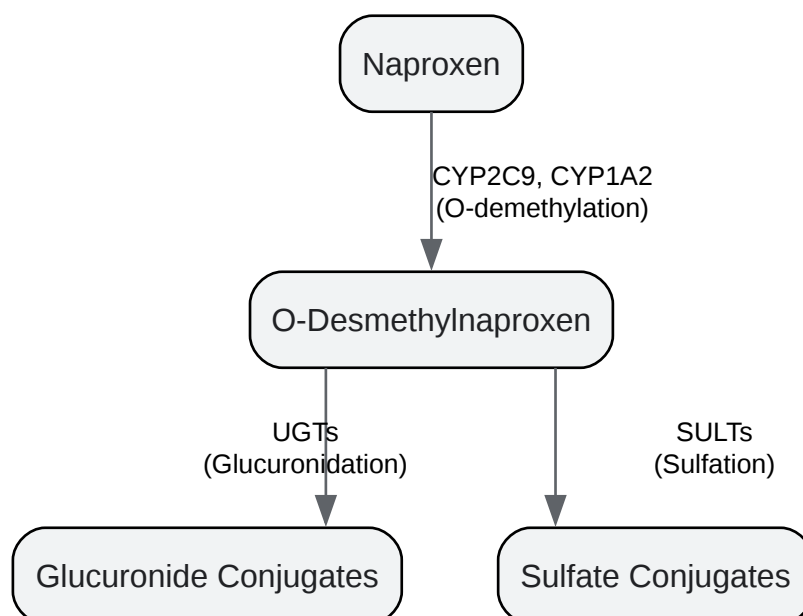 Naproxen
CYP2C9, CYP1A2
(O-demethylation)
O-Desmethylnaproxen
UGTs
(Glucuronidation)
SULTs
(Sulfation)
Glucuronide Conjugates
Sulfate Conjugates